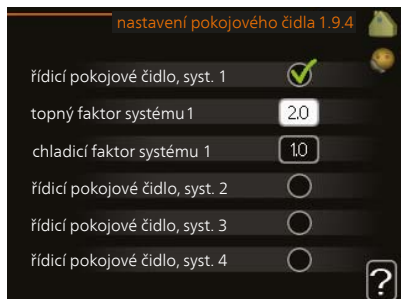 nastavení pokojového čidla 1.9.4
řídicí pokojové čidlo, syst. 1
topný faktor systému 1
2.0
chladicí faktor systému 1
1.0
řídicí pokojové čidlo, syst. 2
řídicí pokojové čidlo, syst. 3
řídicí pokojové čidlo, syst. 4
?